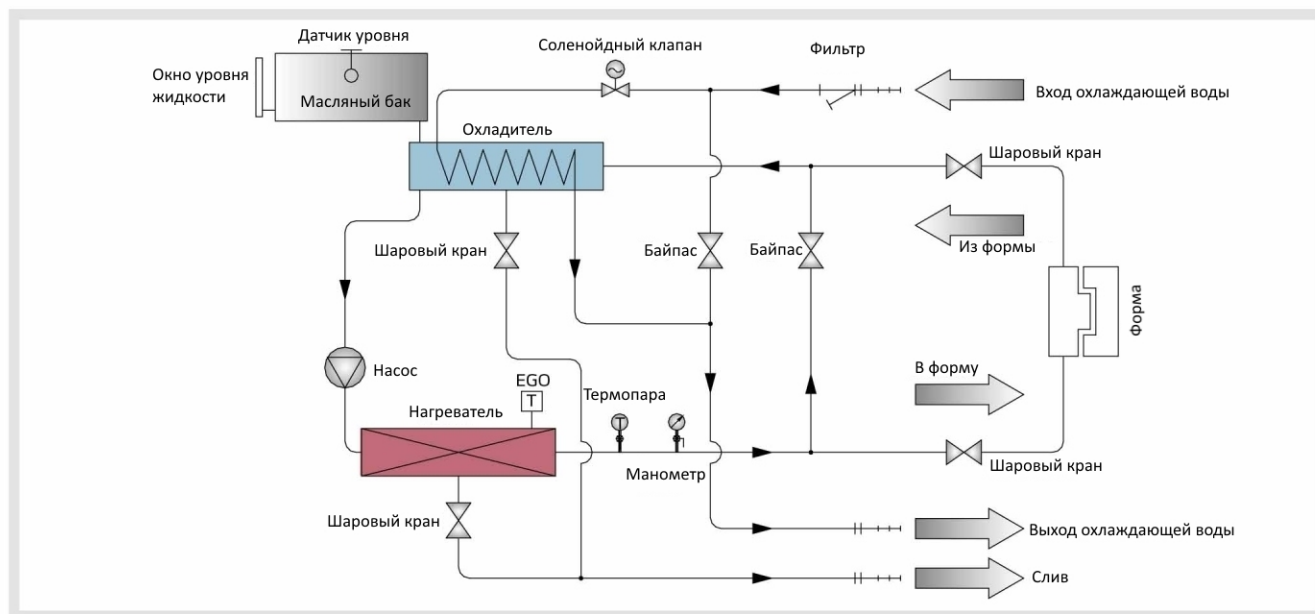 Датчик уровня
Соленойдный клапан
Фильтр
Окно уровня
жидкости
Масляный бак
Вход охлаждающей воды
Охладитель
Шаровый кран
Шаровый кран
Байпас
Байпас
Из формы
Форма
Насос
EGO
T
Термопара
T
В форму
Нагреватель
Манометр
Шаровый кран
Шаровый кран
Выход охлаждающей воды
Слив